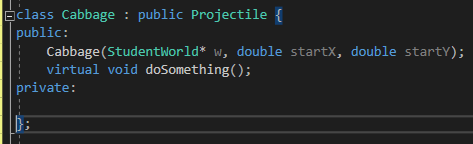 class Cabbage : public Projectile {
public:
    Cabbage(StudentWorld* w, double startX, double startY);
    virtual void doSomething();
private:
};